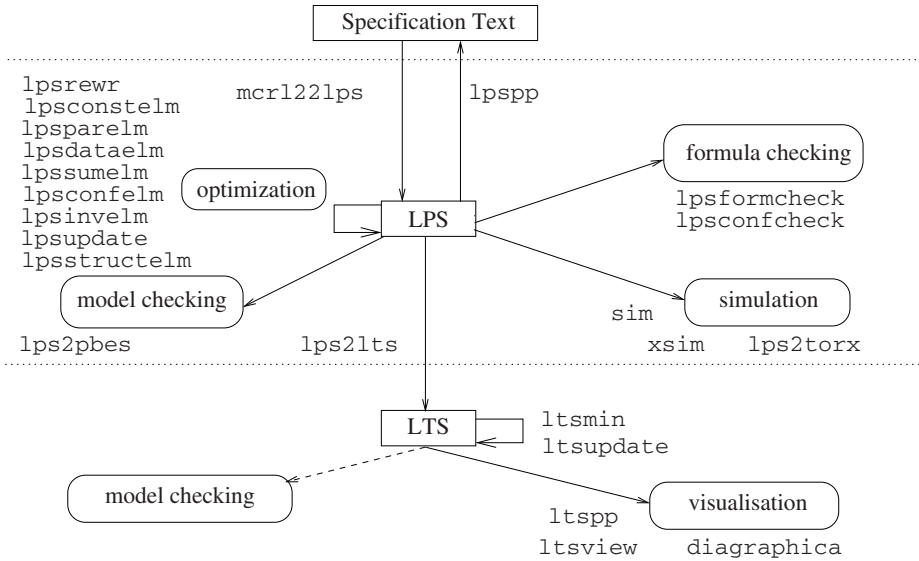 Specification Text
lpsrewr
lpsconstelm
lpsparelm
lpsdataelm
lpssumelm
lpsconfelm
lpsinvelm
lpsupdate
lpsstructelm
mcrl22lps
lpspp
optimization
LPS
formula checking
lpsformcheck
lpsconfcheck
model checking
lps2pbes
lps2lts
simulation
sim
xsim lps2torx
LTS
ltsmin
ltsupdate
model checking
visualisation
ltspp
ltsview diagraphica